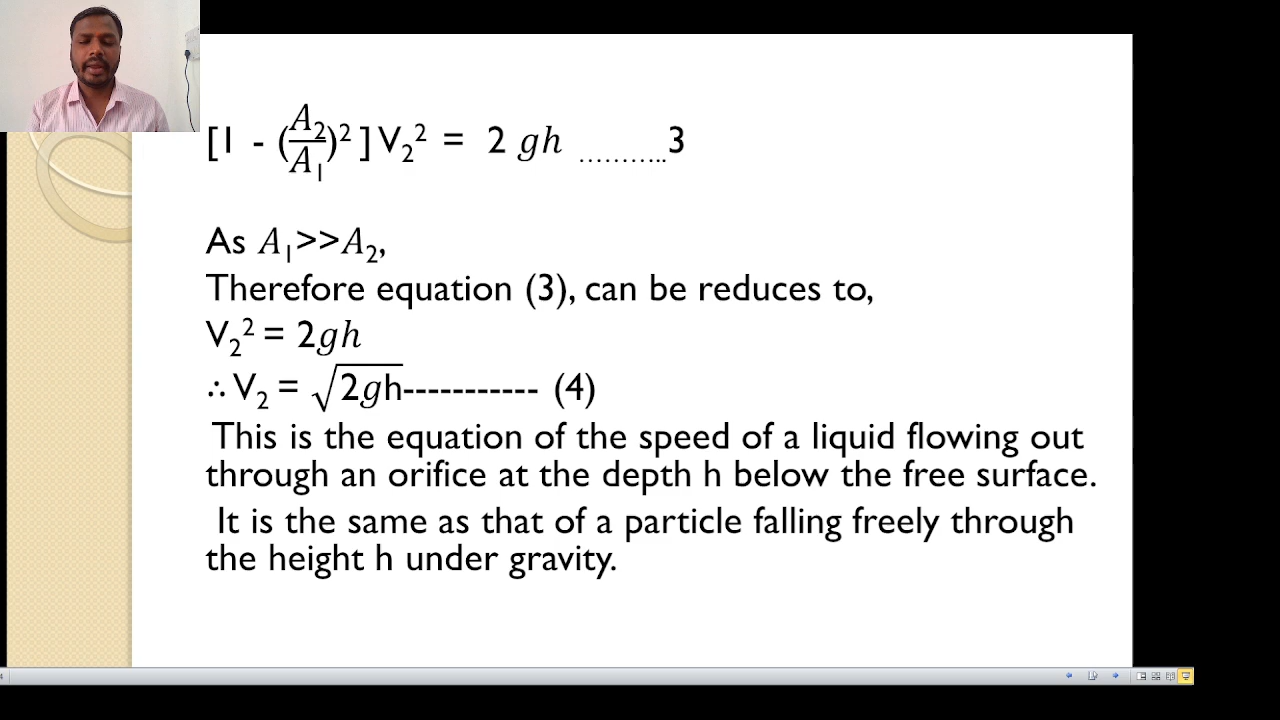 [1 - (A₂/A₁)² ] V₂² = 2 gh ………..3
As A₁>>A₂,
Therefore equation (3), can be reduces to,
V₂² = 2gh
∴ V₂ = √2gh----------- (4)
This is the equation of the speed of a liquid flowing out
through an orifice at the depth h below the free surface.
It is the same as that of a particle falling freely through
the height h under gravity.